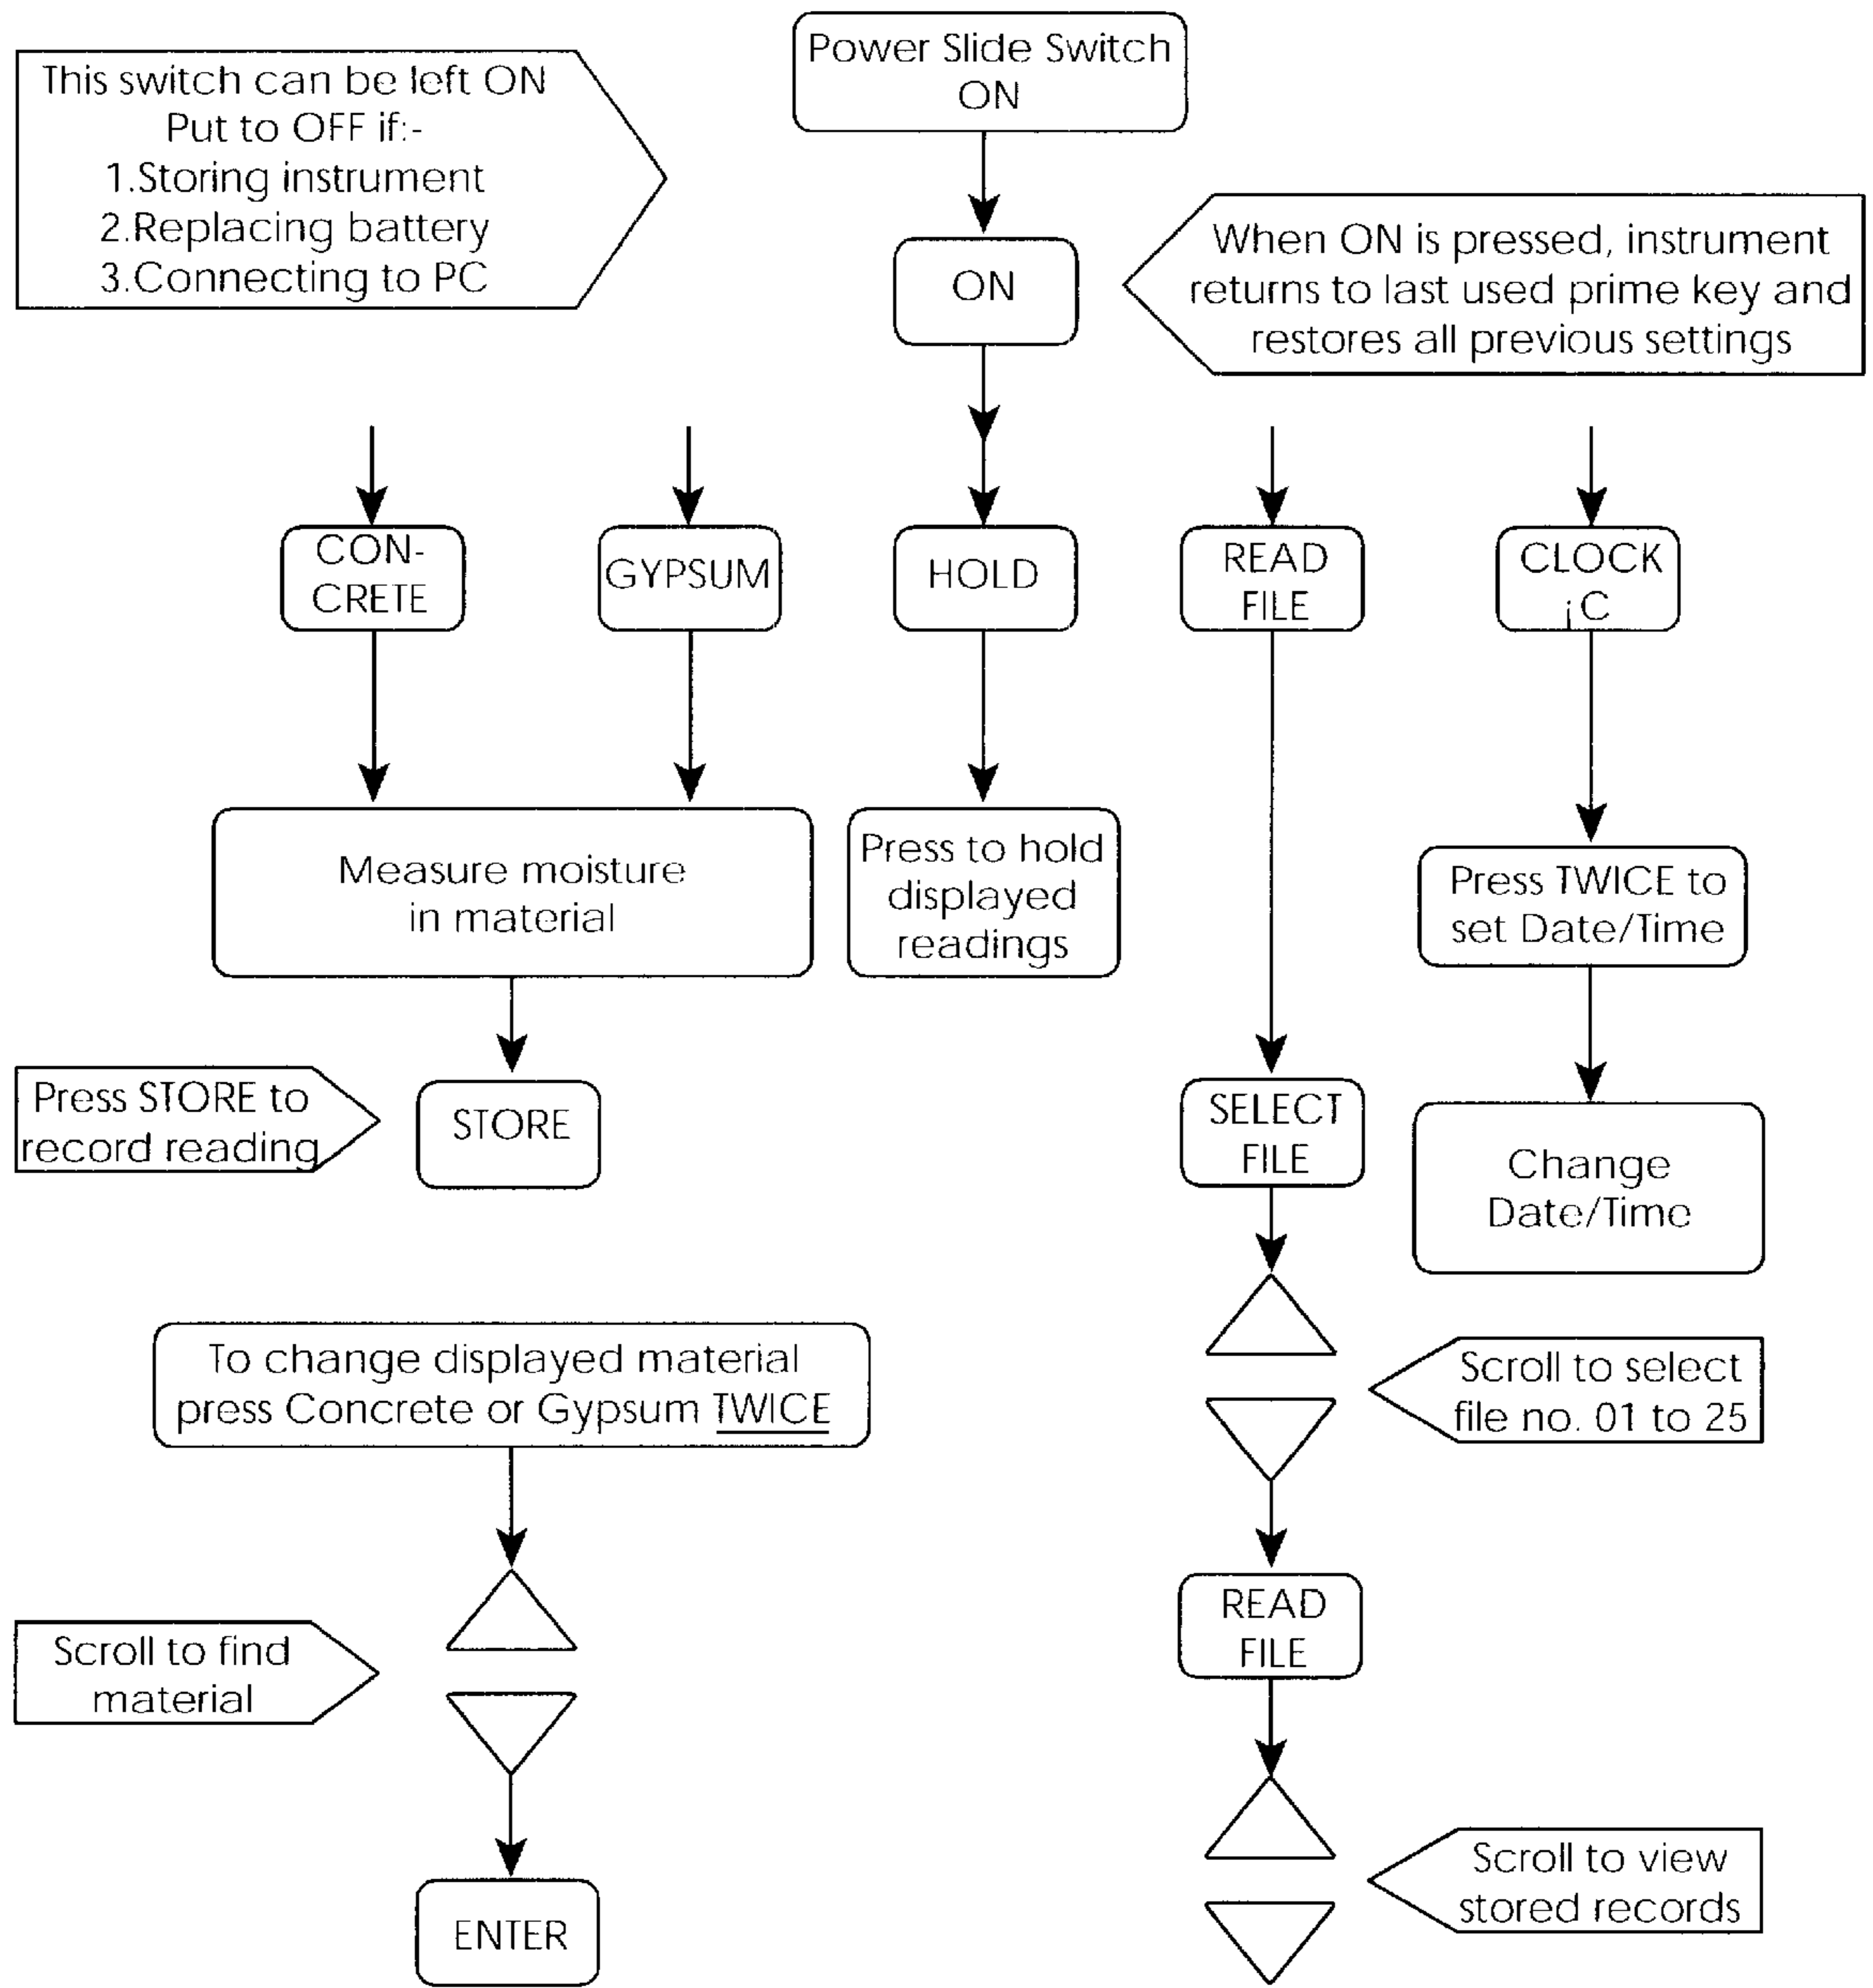 Power Slide Switch
ON
This switch can be left ON
Put to OFF if:-
1.Storing instrument
2.Replacing battery
3.Connecting to PC
ON
When ON is pressed, instrument
returns to last used prime key and
restores all previous settings
CON-
CRETE
GYPSUM
HOLD
READ
FILE
CLOCK
¡C
Measure moisture
in material
Press to hold
displayed
readings
Press TWICE to
set Date/Time
Press STORE to
record reading
STORE
SELECT
FILE
Change
Date/Time
To change displayed material
press Concrete or Gypsum TWICE
Scroll to select
file no. 01 to 25
Scroll to find
material
READ
FILE
ENTER
Scroll to view
stored records